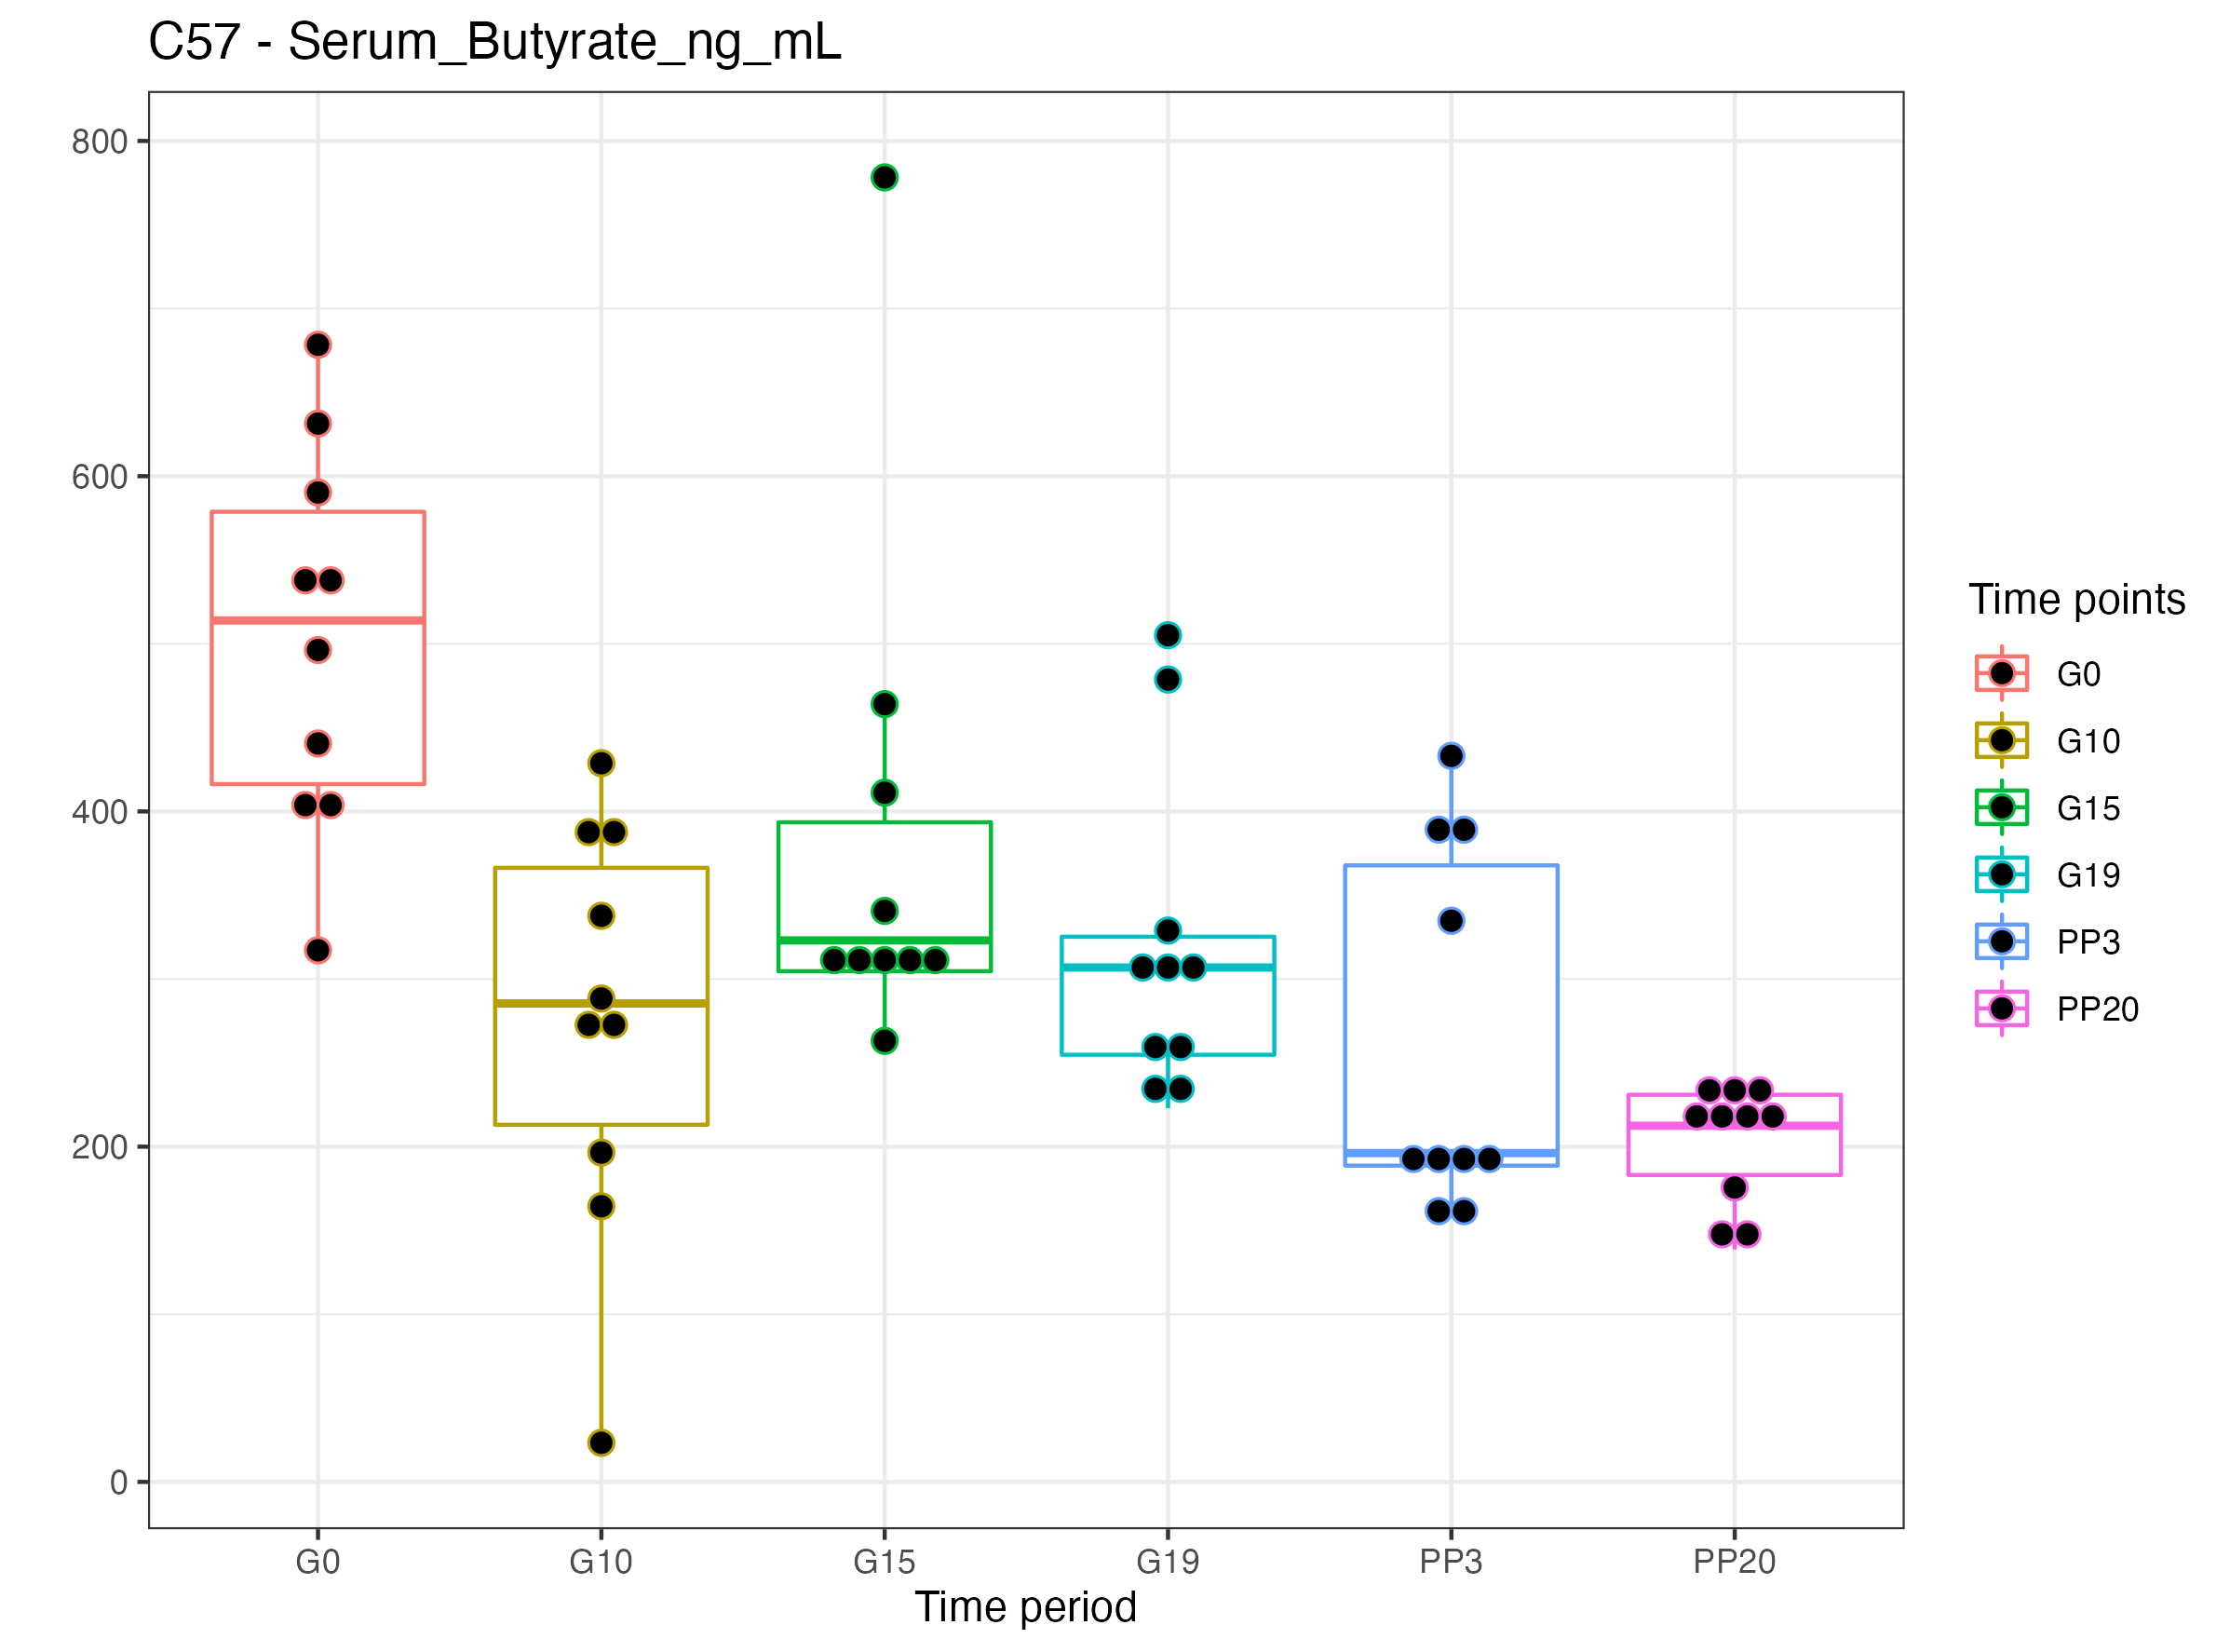 C57 - Serum_Butyrate_ng_mL
800
600
400
200
0
G0 G10 G15 G19 PP3 PP20
Time period
Time points
G0
G10
G15
G19
PP3
PP20